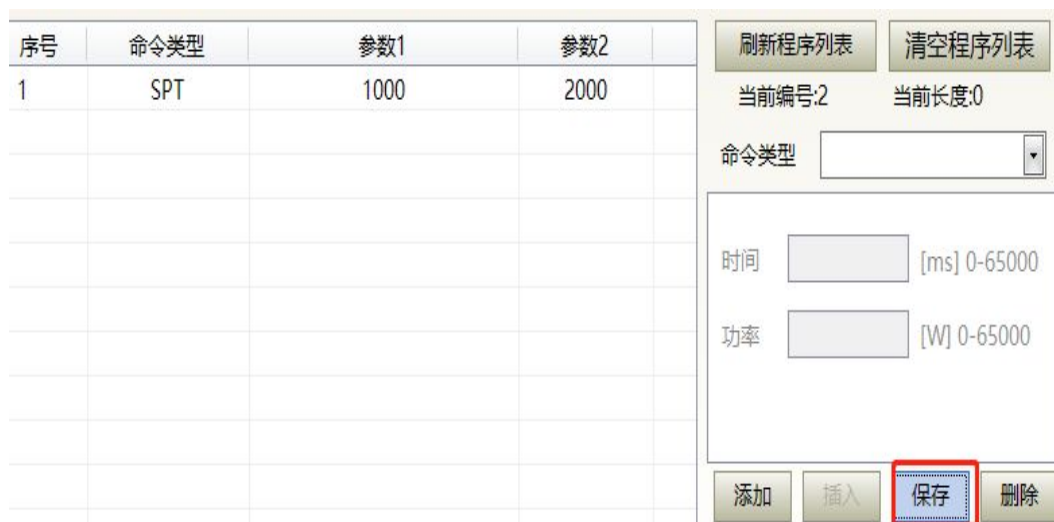 序号 命令类型 参数1 参数2
1 SPT 1000 2000
刷新程序列表 清空程序列表
当前编号:2 当前长度:0
命令类型
时间 [ms] 0-65000
功率 [W] 0-65000
添加 插入 保存 删除